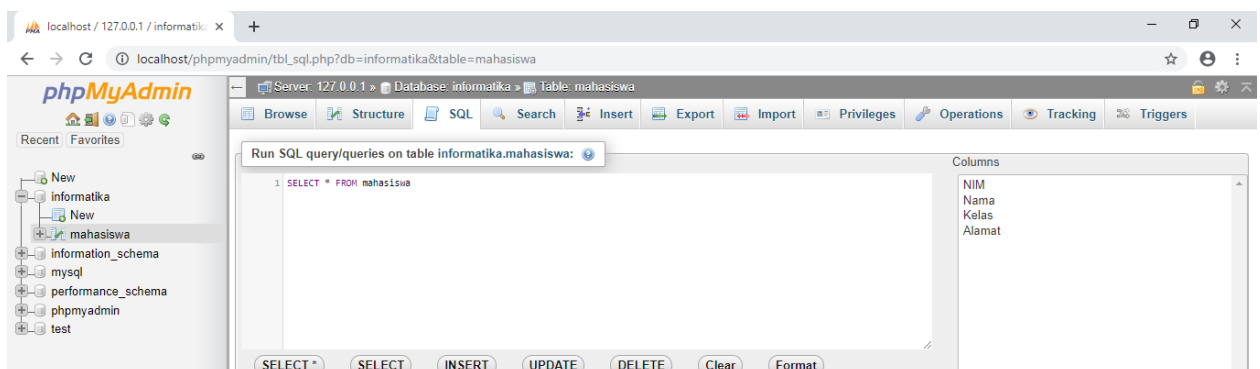 localhost / 127.0.0.1 / informatika
localhost/phpmyadmin/tbl_sql.php?db=informatika&table=mahasiswa
phpMyAdmin
Recent Favorites
New
informatika
New
mahasiswa
information_schema
mysql
performance_schema
phpmyadmin
test
Server: 127.0.0.1 » Database: informatika » Table: mahasiswa
Browse Structure SQL Search Insert Export Import Privileges Operations Tracking Triggers
Run SQL query/queries on table informatika.mahasiswa:
1 SELECT * FROM mahasiswa
Columns
NIM
Nama
Kelas
Alamat
SELECT * SELECT INSERT UPDATE DELETE Clear Format